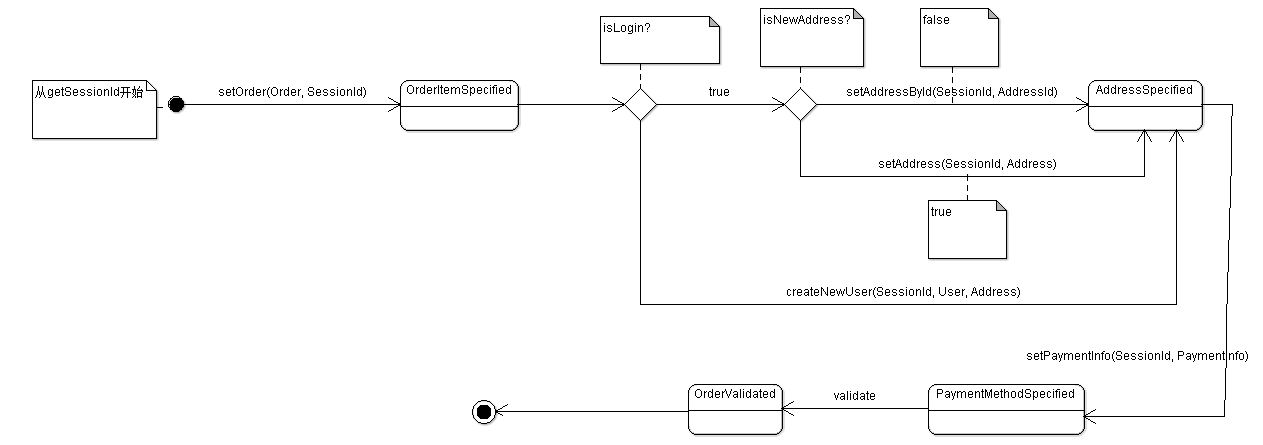 isLogin?
isNewAddress?
false
从getSessionId开始
setOrder(Order, SessionId)
OrderItemSpecified
true
setAddressById(SessionId, AddressId)
AddressSpecified
setAddress(SessionId, Address)
true
createNewUser(SessionId, User, Address)
setPaymentInfo(SessionId, PaymentInfo)
OrderValidated
validate
PaymentMethodSpecified